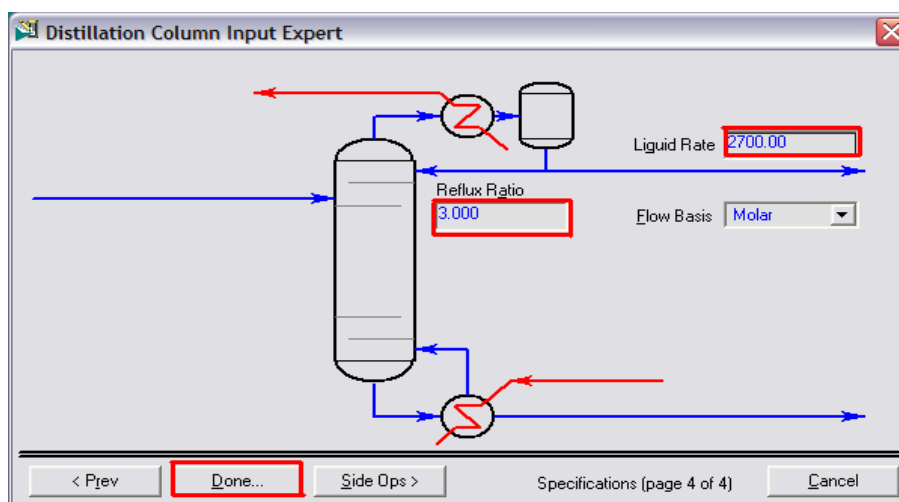 Distillation Column Input Expert
Liquid Rate 2700.00
Reflux Ratio
3.000
Flow Basis Molar
< Prev Done... Side Ops > Specifications (page 4 of 4) Cancel